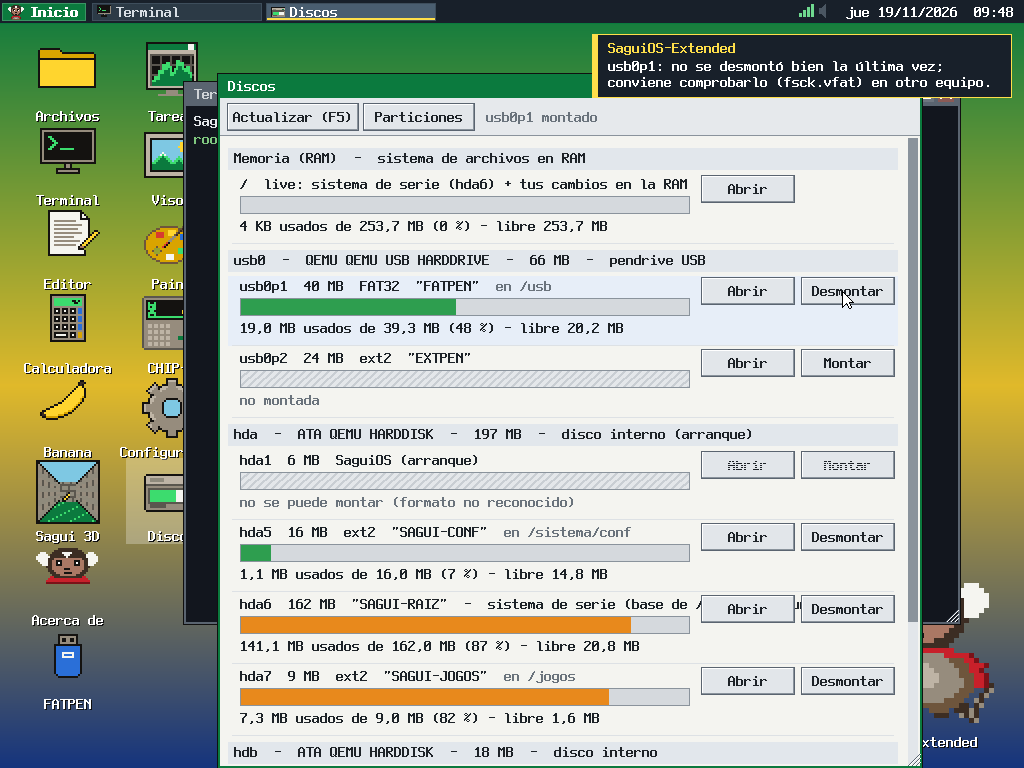 Inicio
Terminal
Discos
jue 19/11/2026 09:48
SaguiOS-Extended
usb0p1: no se desmontó bien la última vez;
conviene comprobarlo (fsck.vfat) en otro equipo.
Archivos
Terminal
Editor
Calculadora
Banana
Sagui 3D
Acerca de
FATPEN
Tarea
Viso
Pain
CHIP-
Configur
Disco
Ter
Sag
roo
Discos
Actualizar (F5)
Particiones
usb0p1 montado
Memoria (RAM) - sistema de archivos en RAM
/ live: sistema de serie (hda6) + tus cambios en la RAM
Abrir
4 KB usados de 253,7 MB (0 %) - libre 253,7 MB
usb0 - QEMU QEMU USB HARDDRIVE - 66 MB - pendrive USB
usb0p1 40 MB FAT32 "FATPEN" en /usb
Abrir
Desmontar
19,0 MB usados de 39,3 MB (48 %) - libre 20,2 MB
usb0p2 24 MB ext2 "EXTPEN"
Abrir
Montar
no montada
hda - ATA QEMU HARDDISK - 197 MB - disco interno (arranque)
hda1 6 MB SaguiOS (arranque)
Abrir
Montar
no se puede montar (formato no reconocido)
hda5 16 MB ext2 "SAGUI-CONF" en /sistema/conf
Abrir
Desmontar
1,1 MB usados de 16,0 MB (7 %) - libre 14,8 MB
hda6 162 MB "SAGUI-RAIZ" - sistema de serie (base de /
Abrir
Desmontar
141,1 MB usados de 162,0 MB (87 %) - libre 20,8 MB
hda7 9 MB ext2 "SAGUI-JOGOS" en /jogos
Abrir
Desmontar
7,3 MB usados de 9,0 MB (82 %) - libre 1,6 MB
hdb - ATA QEMU HARDDISK - 18 MB - disco interno
xtended